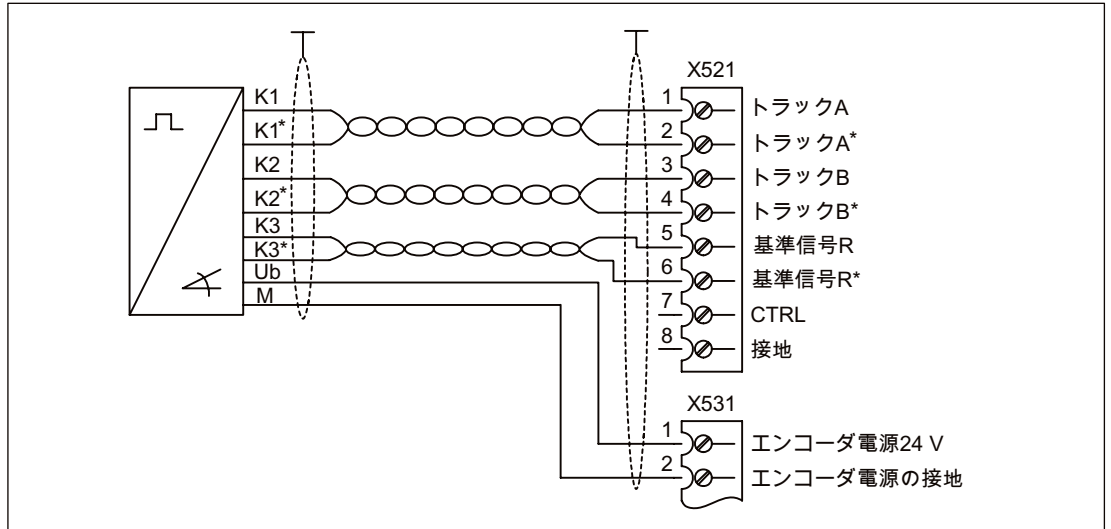 K1
K1*
K2
K2*
K3
K3*
Ub
M
X521
1 トラックA
2 トラックA*
3 トラックB
4 トラックB*
5 基準信号R
6 基準信号R*
7 CTRL
8 接地
X531
1 エンコーダ電源24 V
2 エンコーダ電源の接地